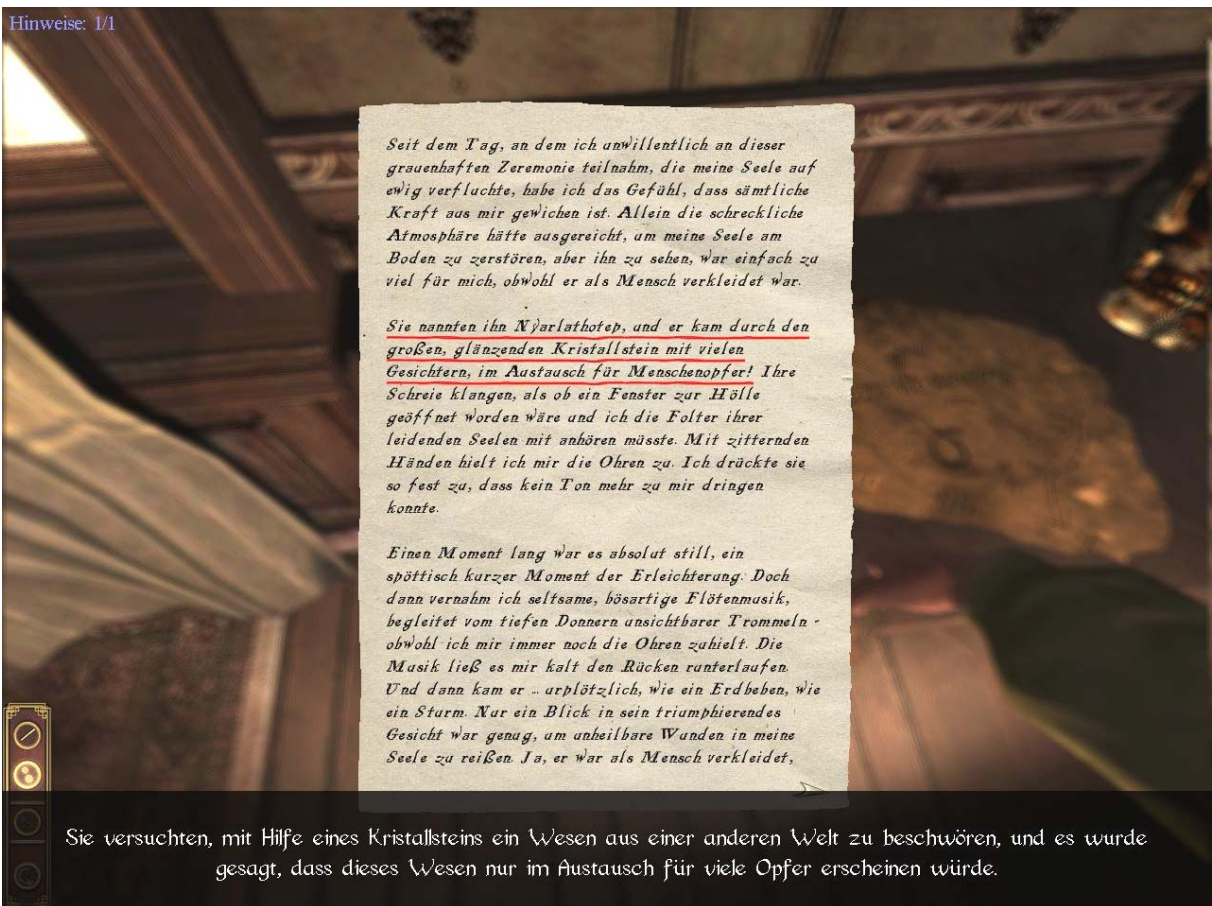 Hinweise: 1/1
Seit dem Tag, an dem ich unwillentlich an dieser
grauenhaften Zeremonie teilnahm, die meine Seele auf
ewig verfluchte, habe ich das Gefühl, dass sämtliche
Kraft aus mir gewichen ist. Allein die schreckliche
Atmosphäre hätte ausgereicht, um meine Seele am
Boden zu zerstören, aber ihn zu sehen, war einfach zu
viel für mich, obwohl er als Mensch verkleidet war.
Sie nannten ihn Nyarlathotep, und er kam durch den
großen, glänzenden Kristallstein mit vielen
Gesichtern, im Austausch für Menschenopfer! Ihre
Schreie klangen, als ob ein Fenster zur Hölle
geöffnet worden wäre und ich die Folter ihrer
leidenden Seelen mit anhören müsste. Mit zitternden
Händen hielt ich mir die Ohren zu. Ich drückte sie
so fest zu, dass kein Ton mehr zu mir dringen
konnte.
Einen Moment lang war es absolut still, ein
spöttisch kurzer Moment der Erleichterung. Doch
dann vernahm ich seltsame, bösartige Flötenmusik,
begleitet vom tiefen Donnern unsichtbarer Trommeln -
obwohl ich mir immer noch die Ohren zuhielt. Die
Musik ließ es mir kalt den Rücken runterlaufen.
Und dann kam er ... urplötzlich, wie ein Erdbeben, wie
ein Sturm. Nur ein Blick in sein triumphierendes
Gesicht war genug, um unheilbare Wunden in meine
Seele zu reißen. Ja, er war als Mensch verkleidet,
Sie versuchten, mit Hilfe eines Kristallsteins ein Wesen aus einer anderen Welt zu beschwören, und es wurde
gesagt, dass dieses Wesen nur im Austausch für viele Opfer erscheinen würde.